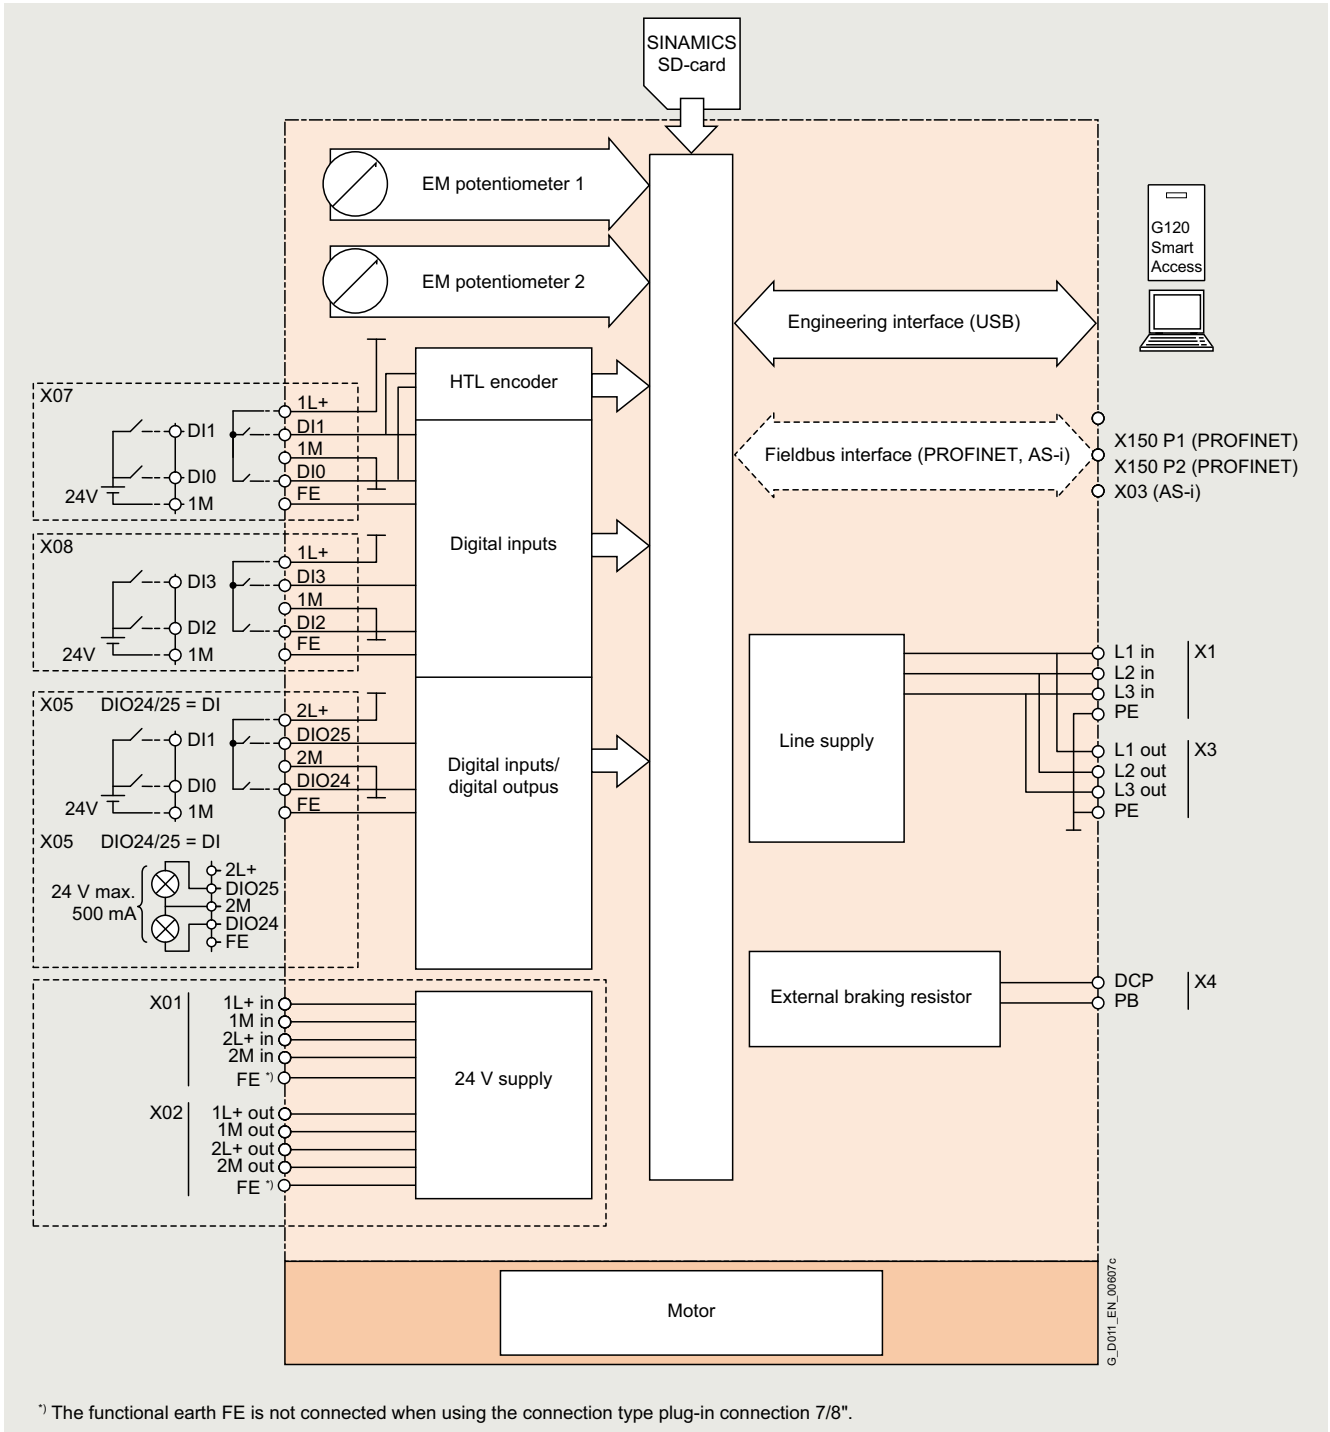 SINAMICS
SD-card
EM potentiometer 1
EM potentiometer 2
G120
Smart
Access
Engineering interface (USB)
HTL encoder
X07
DI1
DI0
24V
1M
1L+
DI1
1M
DI0
FE
Fieldbus interface (PROFINET, AS-i)
X150 P1 (PROFINET)
X150 P2 (PROFINET)
X03 (AS-i)
Digital inputs
X08
DI3
DI2
24V
1M
1L+
DI3
1M
DI2
FE
Line supply
L1 in
L2 in
L3 in
PE
X1
L1 out
L2 out
L3 out
PE
X3
X05 DIO24/25 = DI
DI1
DI0
24V
1M
2L+
DIO25
2M
DIO24
FE
Digital inputs/
digital outpus
X05 DIO24/25 = DI
24 V max.
500 mA
2L+
DIO25
2M
DIO24
FE
External braking resistor
DCP
PB
X4
X01
1L+ in
1M in
2L+ in
2M in
FE *)
24 V supply
X02
1L+ out
1M out
2L+ out
2M out
FE *)
Motor
G_D011_EN_00607c
*) The functional earth FE is not connected when using the connection type plug-in connection 7/8".